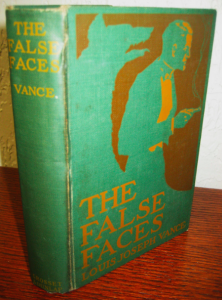 THE
FALSE
FACES
VANCE
THE
FALSE
FACES
LOUIS JOSEPH VANCE